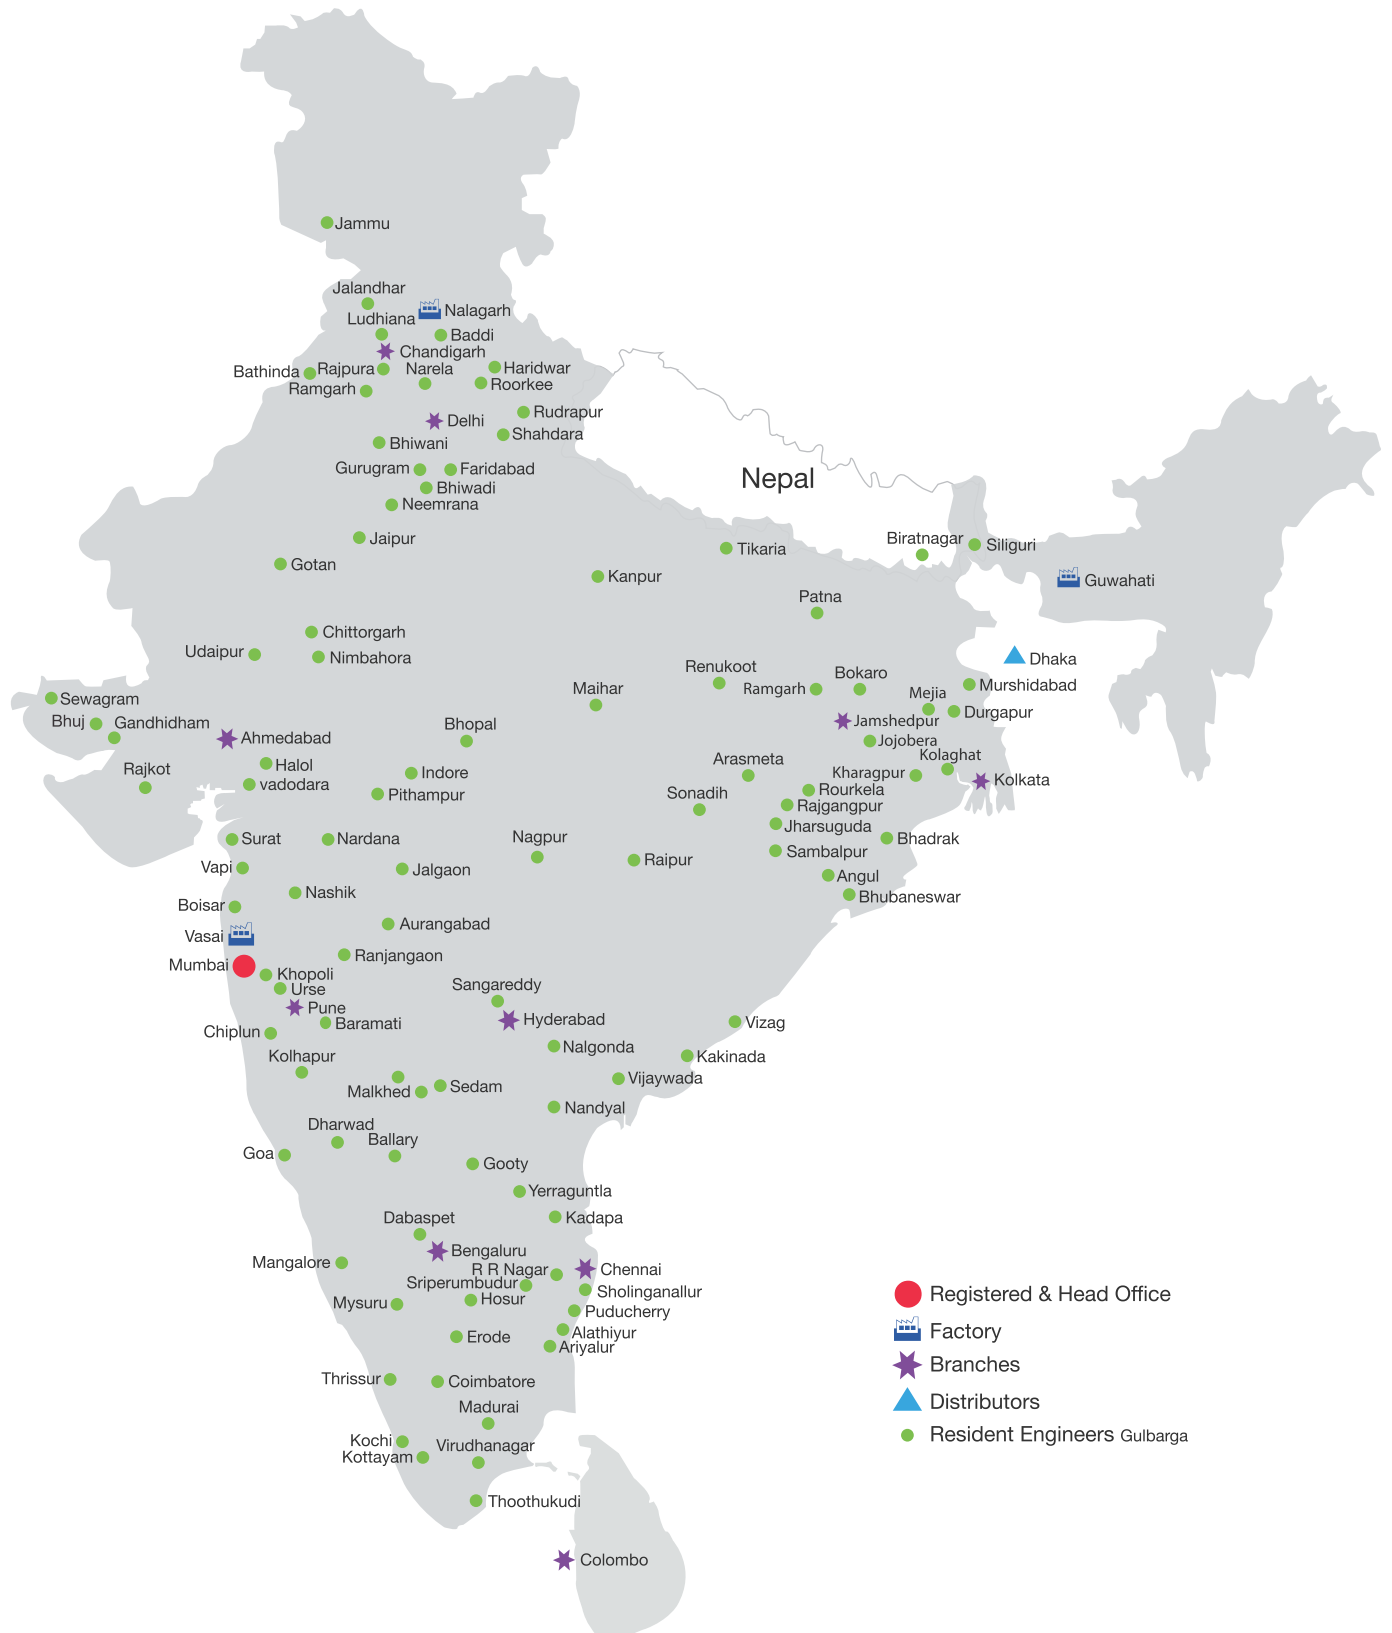 Jammu
Jalandhar
Nalagarh
Ludhiana
Baddi
Chandigarh
Bathinda
Rajpura
Narela
Haridwar
Ramgarh
Roorkee
Rudrapur
Delhi
Shahdara
Bhiwani
Gurugram
Faridabad
Bhiwadi
Neemrana
Nepal
Jaipur
Biratnagar
Siliguri
Tikaria
Gotan
Kanpur
Guwahati
Patna
Chittorgarh
Udaipur
Nimbahora
Dhaka
Renukoot
Bokaro
Ramgarh
Murshidabad
Maihar
Mejia
Sewagram
Durgapur
Bhuj
Gandhidham
Jamshedpur
Bhopal
Ahmedabad
Jojobera
Kolaghat
Arasmeta
Halol
Rajkot
Indore
Kharagpur
Kolkata
vadodara
Rourkela
Pithampur
Sonadih
Rajgangpur
Jharsuguda
Surat
Nardana
Nagpur
Bhadrak
Sambalpur
Raipur
Vapi
Jalgaon
Angul
Nashik
Bhubaneswar
Boisar
Aurangabad
Vasai
Ranjangaon
Mumbai
Khopoli
Sangareddy
Urse
Pune
Hyderabad
Baramati
Vizag
Chiplun
Nalgonda
Kolhapur
Kakinada
Vijaywada
Sedam
Malkhed
Nandyal
Dharwad
Ballary
Goa
Gooty
Yerraguntla
Dabaspet
Kadapa
Bengaluru
Mangalore
R R Nagar
Chennai
Sriperumbudur
Sholinganallur
Hosur
Mysuru
Puducherry
Alathiyur
Erode
Ariyalur
Thrissur
Coimbatore
Madurai
Kochi
Virudhanagar
Kottayam
Thoothukudi
Colombo
Registered & Head Office
Factory
Branches
Distributors
Resident Engineers Gulbarga